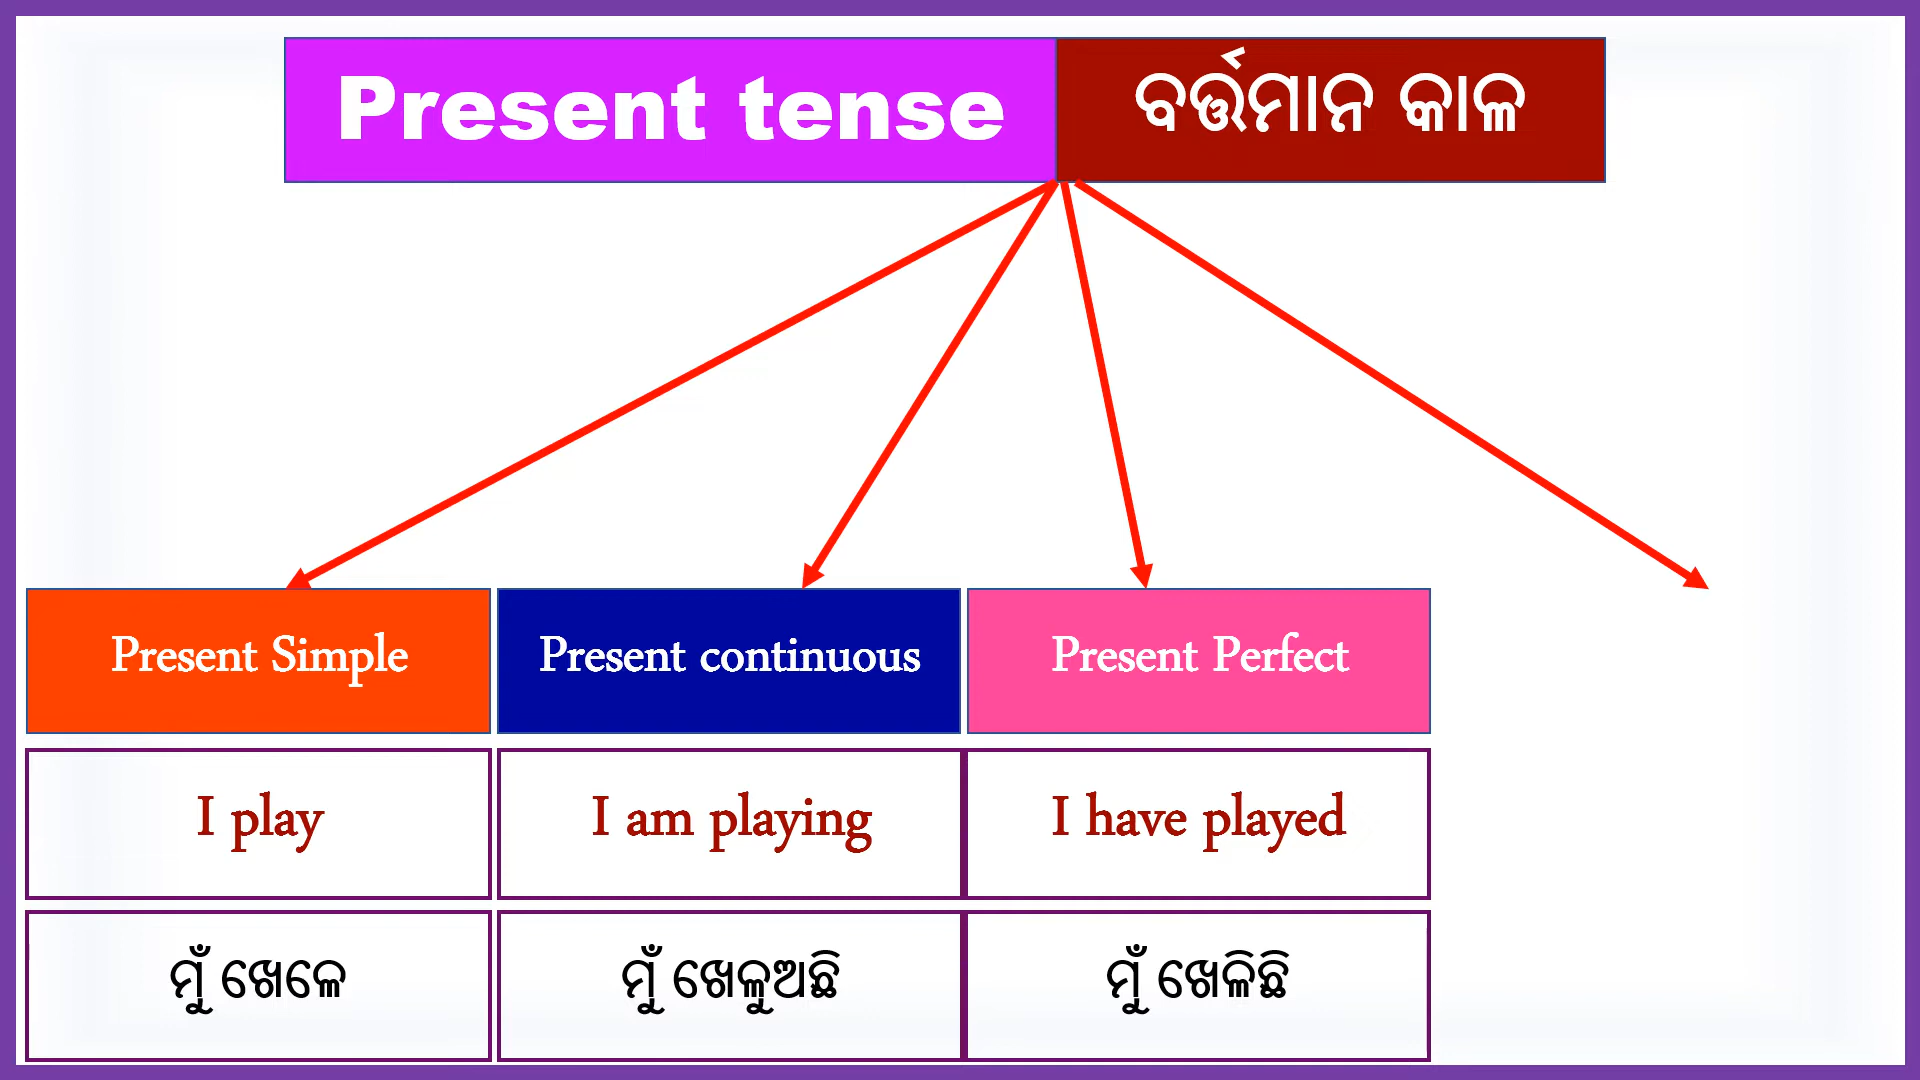 Present tense
ବର୍ତ୍ତମାନ କାଳ
Present Simple
Present continuous
Present Perfect
I play
I am playing
I have played
ମୁଁ ଖେଳେ
ମୁଁ ଖେଳୁଅଛି
ମୁଁ ଖେଳିଛି